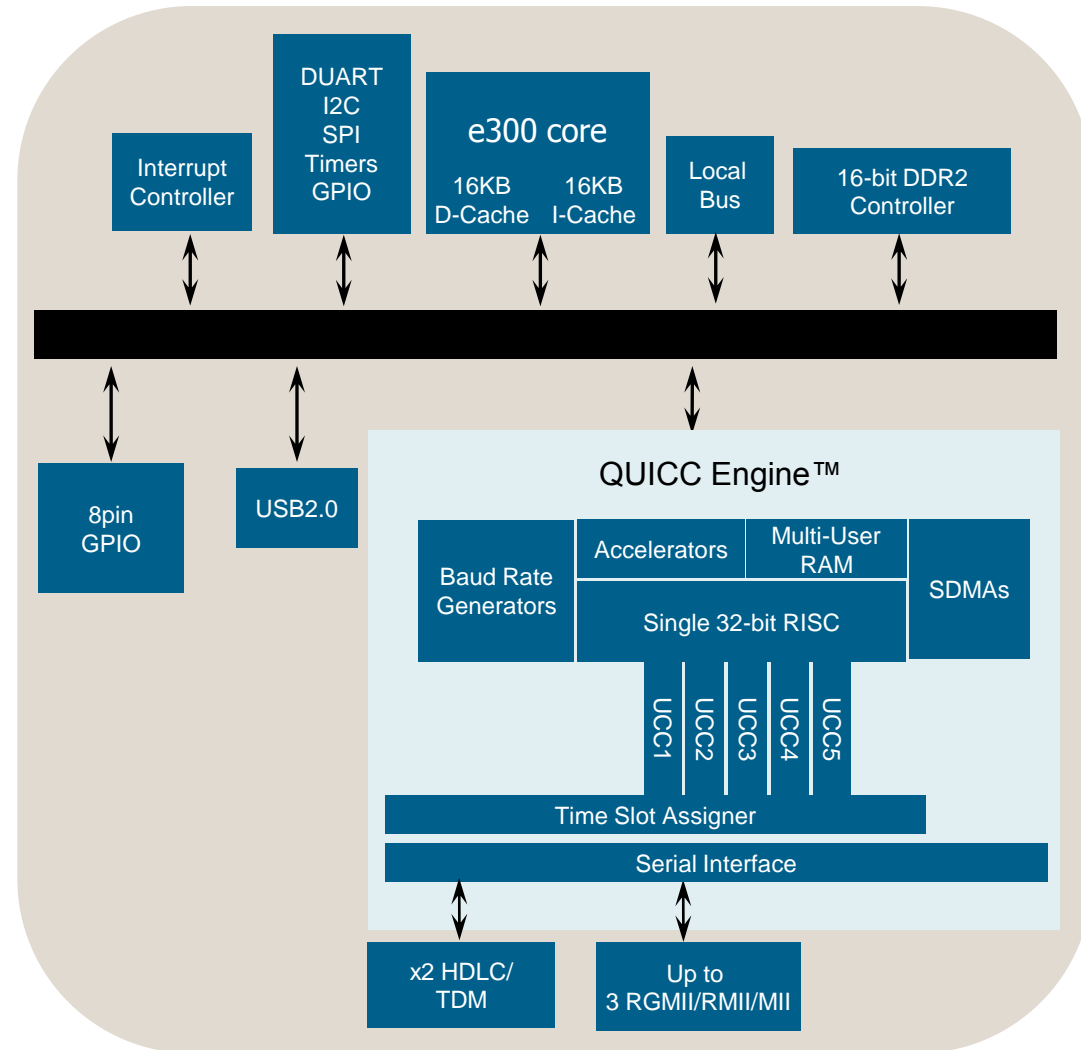 DUART
I2C
SPI
Timers
GPIO
e300 core
16KB
D-Cache
16KB
I-Cache
Interrupt
Controller
Local
Bus
16-bit DDR2
Controller
8pin
GPIO
USB2.0
QUICC Engine™
Baud Rate
Generators
Accelerators
Multi-User
RAM
SDMAs
Single 32-bit RISC
UCC1
UCC2
UCC3
UCC4
UCC5
Time Slot Assigner
Serial Interface
x2 HDLC/
TDM
Up to
3 RGMII/RMII/MII